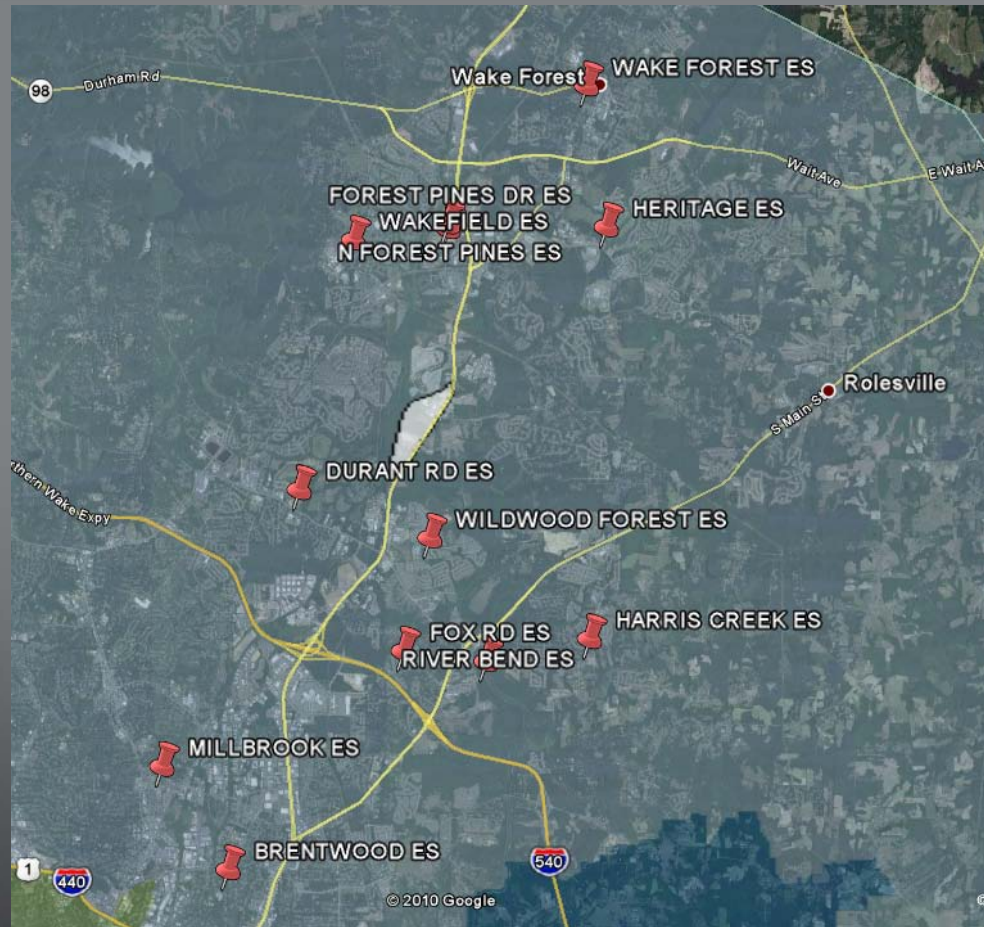 Wake Forest
WAKE FOREST ES
98
Durham Rd
Wait Ave
E Wait A
FOREST PINES DR ES
WAKEFIELD ES
HERITAGE ES
N FOREST PINES ES
Rolesville
S Main St
DURANT RD ES
rthern Wake Expy
WILDWOOD FOREST ES
HARRIS CREEK ES
FOX RD ES
RIVER BEND ES
MILLBROOK ES
BRENTWOOD ES
1
440
540
© 2010 Google
©